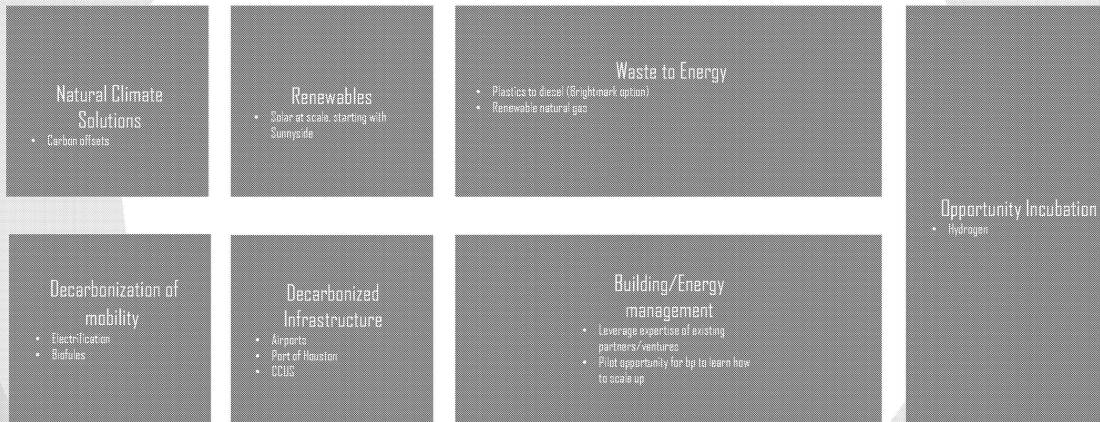 Natural Climate
Solutions
• Carbon offsets
Renewables
• Solar at scale, starting with
Sunnyside
Waste to Energy
• Plastics to diesel (Brightmark option)
• Renewable natural gas
Opportunity Incubation
• Hydrogen
Decarbonization of
mobility
• Electrification
• Biofules
Decarbonized
Infrastructure
• Airports
• Port of Houston
• CCUS
Building/Energy
management
• Leverage expertise of existing
partners/ventures
• Pilot opportunity for bp to learn how
to scale up